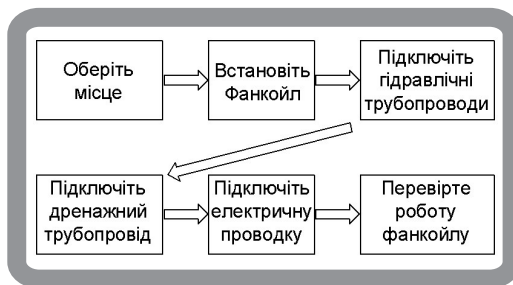 Оберіть
місце
Встановіть
Фанкойл
Підключіть
гідравлічні
трубопроводи
Підключіть
дренажний
трубопровід
Підключіть
електричну
проводку
Перевірте
роботу
фанкойлу